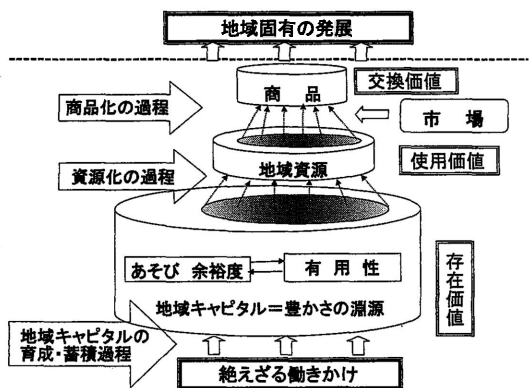 地域固有の発展
交換価値
商　品
商品化の過程
市　場
使用価値
地域資源
資源化の過程
あそび 余裕度
有 用 性
存在価値
地域キャピタル＝豊かさの淵源
地域キャピタルの
育成・蓄積過程
絶えざる働きかけ